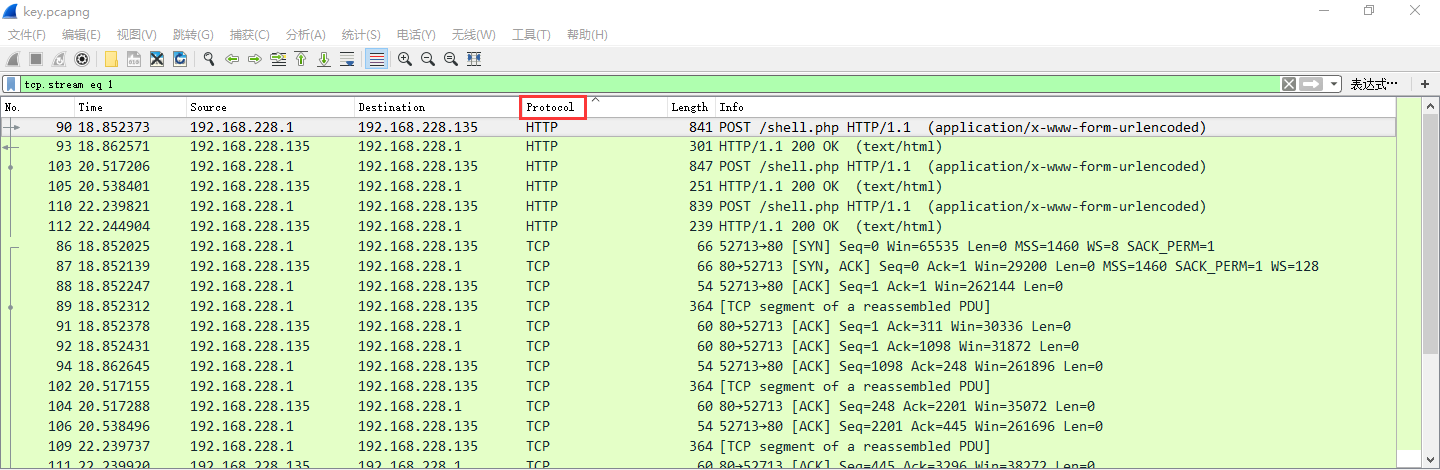 key.pcapng
文件(F) 编辑(E) 视图(V) 跳转(G) 捕获(C) 分析(A) 统计(S) 电话(Y) 无线(W) 工具(T) 帮助(H)
tcp.stream eq 1 表达式… +
No. Time Source Destination Protocol Length Info
90 18.852373 192.168.228.1 192.168.228.135 HTTP 841 POST /shell.php HTTP/1.1 (application/x-www-form-urlencoded)
93 18.862571 192.168.228.135 192.168.228.1 HTTP 301 HTTP/1.1 200 OK (text/html)
103 20.517206 192.168.228.1 192.168.228.135 HTTP 847 POST /shell.php HTTP/1.1 (application/x-www-form-urlencoded)
105 20.538401 192.168.228.135 192.168.228.1 HTTP 251 HTTP/1.1 200 OK (text/html)
110 22.239821 192.168.228.1 192.168.228.135 HTTP 839 POST /shell.php HTTP/1.1 (application/x-www-form-urlencoded)
112 22.244904 192.168.228.135 192.168.228.1 HTTP 239 HTTP/1.1 200 OK (text/html)
86 18.852025 192.168.228.1 192.168.228.135 TCP 66 52713→80 [SYN] Seq=0 Win=65535 Len=0 MSS=1460 WS=8 SACK_PERM=1
87 18.852139 192.168.228.135 192.168.228.1 TCP 66 80→52713 [SYN, ACK] Seq=0 Ack=1 Win=29200 Len=0 MSS=1460 SACK_PERM=1 WS=128
88 18.852247 192.168.228.1 192.168.228.135 TCP 54 52713→80 [ACK] Seq=1 Ack=1 Win=262144 Len=0
89 18.852312 192.168.228.1 192.168.228.135 TCP 364 [TCP segment of a reassembled PDU]
91 18.852378 192.168.228.135 192.168.228.1 TCP 60 80→52713 [ACK] Seq=1 Ack=311 Win=30336 Len=0
92 18.852431 192.168.228.135 192.168.228.1 TCP 60 80→52713 [ACK] Seq=1 Ack=1098 Win=31872 Len=0
94 18.862645 192.168.228.1 192.168.228.135 TCP 54 52713→80 [ACK] Seq=1098 Ack=248 Win=261896 Len=0
102 20.517155 192.168.228.1 192.168.228.135 TCP 364 [TCP segment of a reassembled PDU]
104 20.517288 192.168.228.135 192.168.228.1 TCP 60 80→52713 [ACK] Seq=248 Ack=2201 Win=35072 Len=0
106 20.538496 192.168.228.1 192.168.228.135 TCP 54 52713→80 [ACK] Seq=2201 Ack=445 Win=261696 Len=0
109 22.239737 192.168.228.1 192.168.228.135 TCP 364 [TCP segment of a reassembled PDU]
111 22.239920 192.168.228.135 192.168.228.1 TCP 60 80→52713 [ACK] Seq=445 Ack=3296 Win=38272 Len=0